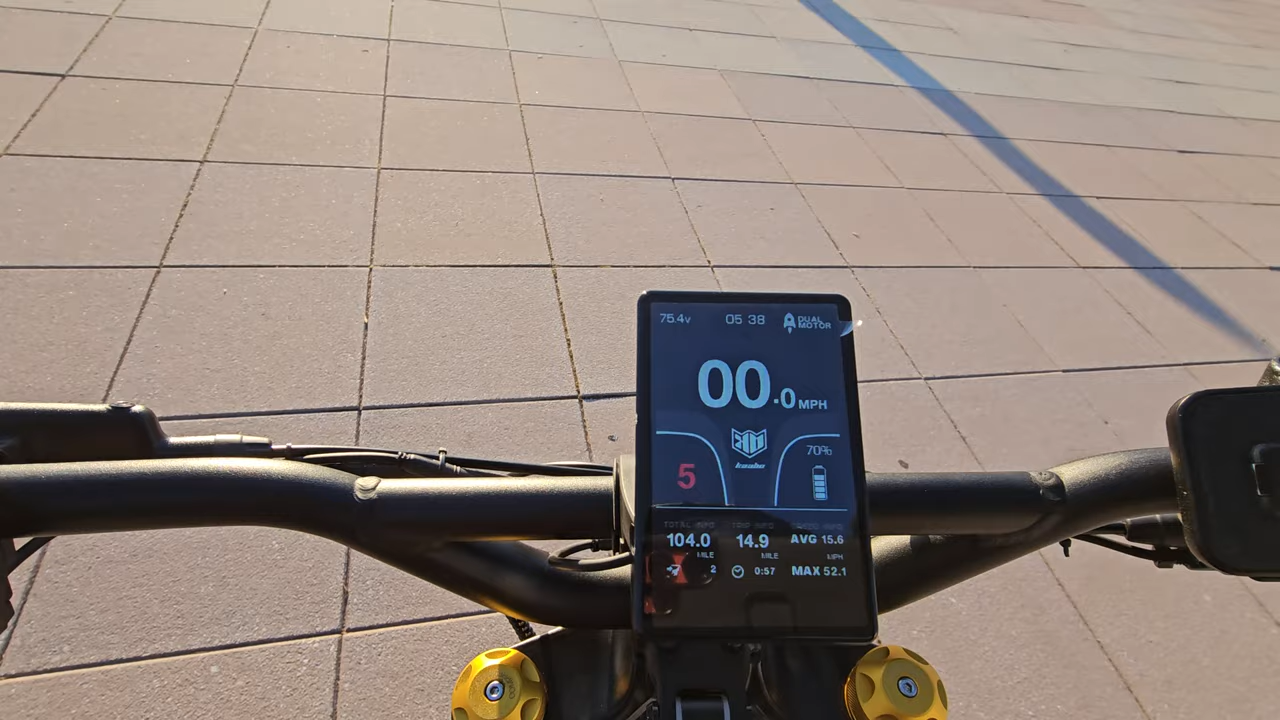 75.4v 05 38 DUAL MOTOR
00.0 MPH
5 70%
TOTAL INFO TRIP INFO SPEED INFO
104.0 14.9 AVG 15.6
MILE MILE MPH
2 0:57 MAX 52.1